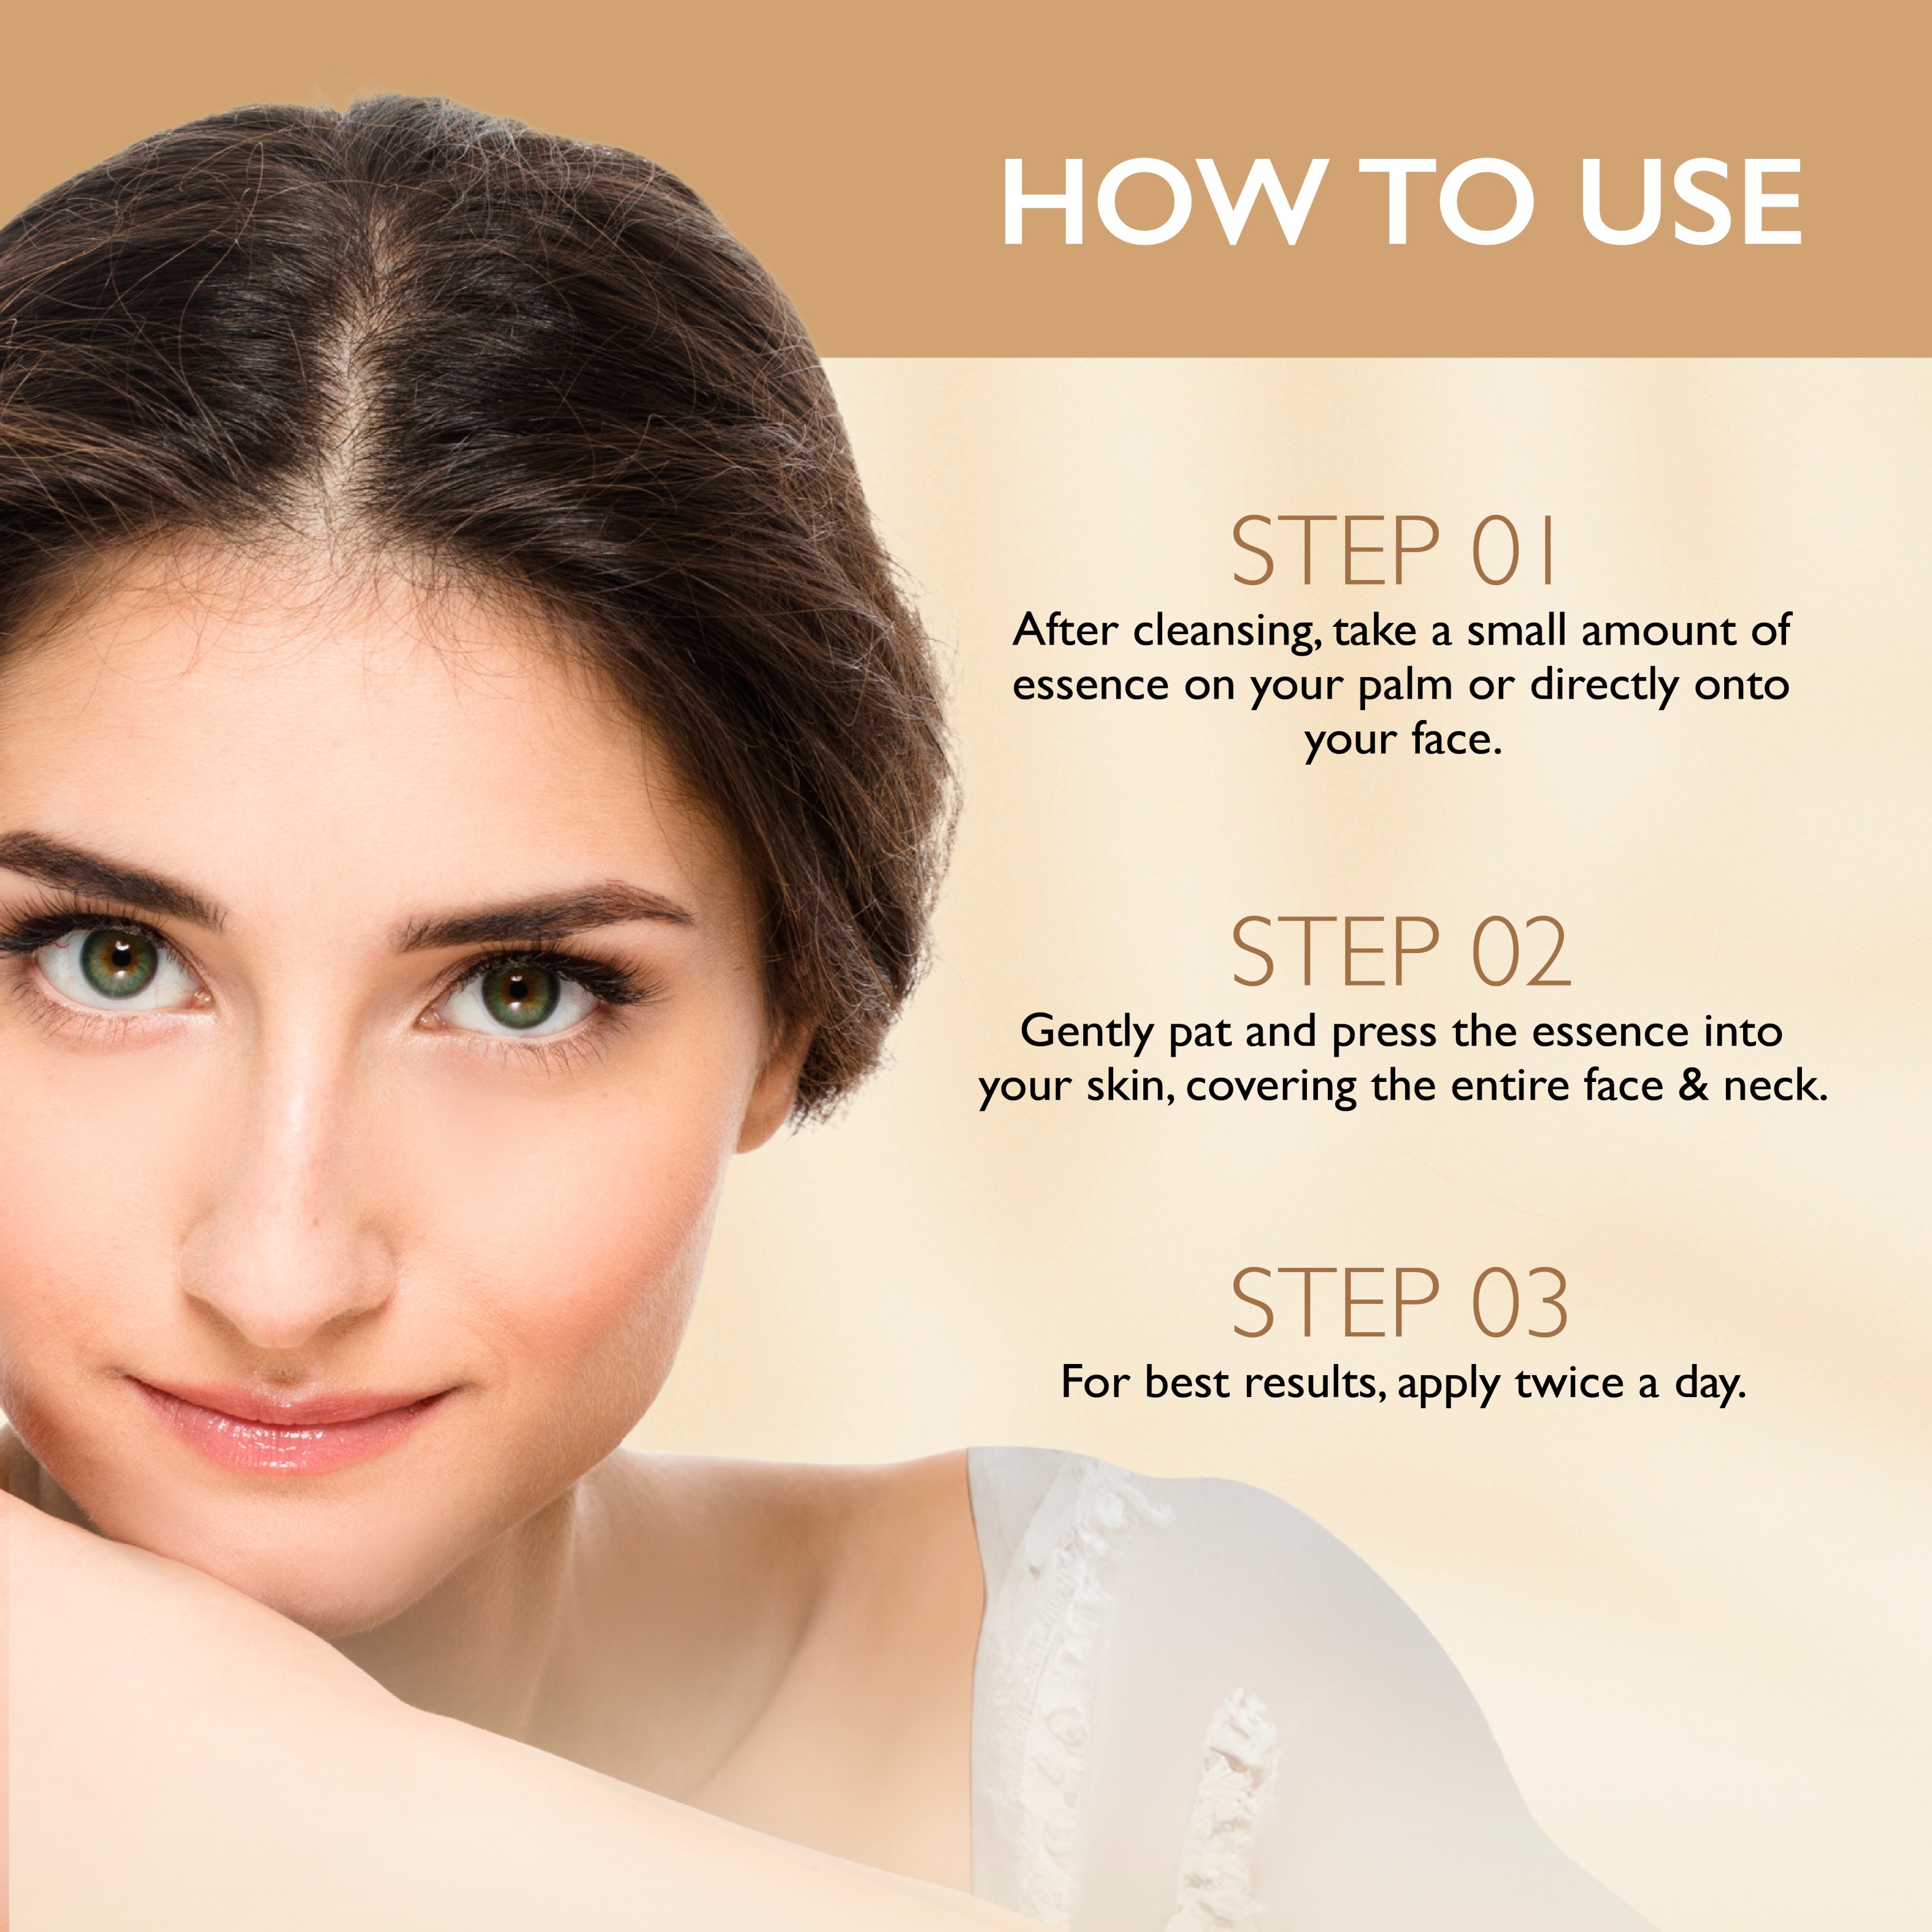 HOW TO USE
STEP 01
After cleansing, take a small amount of
essence on your palm or directly onto
your face.
STEP 02
Gently pat and press the essence into
your skin, covering the entire face & neck.
STEP 03
For best results, apply twice a day.